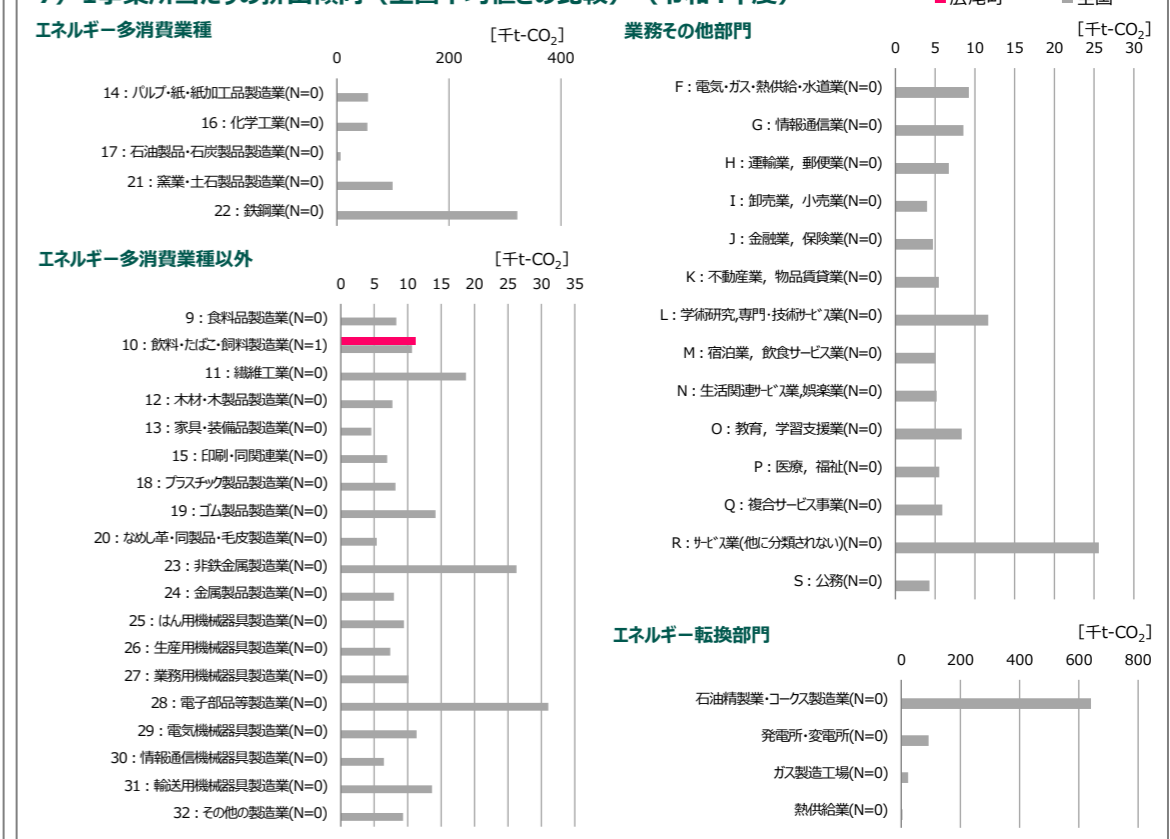 エネルギー多消費業種
[千t-CO2]
0 200 400
14：パルプ・紙・紙加工品製造業(N=0)
16：化学工業(N=0)
17：石油製品・石炭製品製造業(N=0)
21：窯業・土石製品製造業(N=0)
22：鉄鋼業(N=0)
エネルギー多消費業種以外
[千t-CO2]
0 5 10 15 20 25 30 35
9：食料品製造業(N=0)
10：飲料・たばこ・飼料製造業(N=1)
11：繊維工業(N=0)
12：木材・木製品製造業(N=0)
13：家具・装備品製造業(N=0)
15：印刷・同関連業(N=0)
18：プラスチック製品製造業(N=0)
19：ゴム製品製造業(N=0)
20：なめし革・同製品・毛皮製造業(N=0)
23：非鉄金属製造業(N=0)
24：金属製品製造業(N=0)
25：はん用機械器具製造業(N=0)
26：生産用機械器具製造業(N=0)
27：業務用機械器具製造業(N=0)
28：電子部品等製造業(N=0)
29：電気機械器具製造業(N=0)
30：情報通信機械器具製造業(N=0)
31：輸送用機械器具製造業(N=0)
32：その他の製造業(N=0)
業務その他部門
[千t-CO2]
0 5 10 15 20 25 30
F：電気・ガス・熱供給・水道業(N=0)
G：情報通信業(N=0)
H：運輸業，郵便業(N=0)
I：卸売業，小売業(N=0)
J：金融業，保険業(N=0)
K：不動産業，物品賃貸業(N=0)
L：学術研究,専門・技術サービス業(N=0)
M：宿泊業，飲食サービス業(N=0)
N：生活関連サービス業,娯楽業(N=0)
O：教育，学習支援業(N=0)
P：医療，福祉(N=0)
Q：複合サービス事業(N=0)
R：サービス業(他に分類されない)(N=0)
S：公務(N=0)
エネルギー転換部門
[千t-CO2]
0 200 400 600 800
石油精製業・コークス製造業(N=0)
発電所・変電所(N=0)
ガス製造工場(N=0)
熱供給業(N=0)